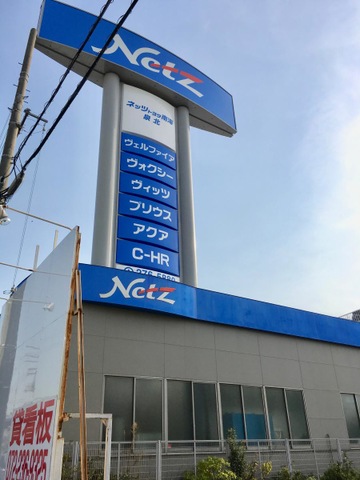 Netz
ネッツトヨタ南海
泉北
ヴェルファイア
ヴォクシー
ヴィッツ
プリウス
アクア
C-HR
Netz
貸看板